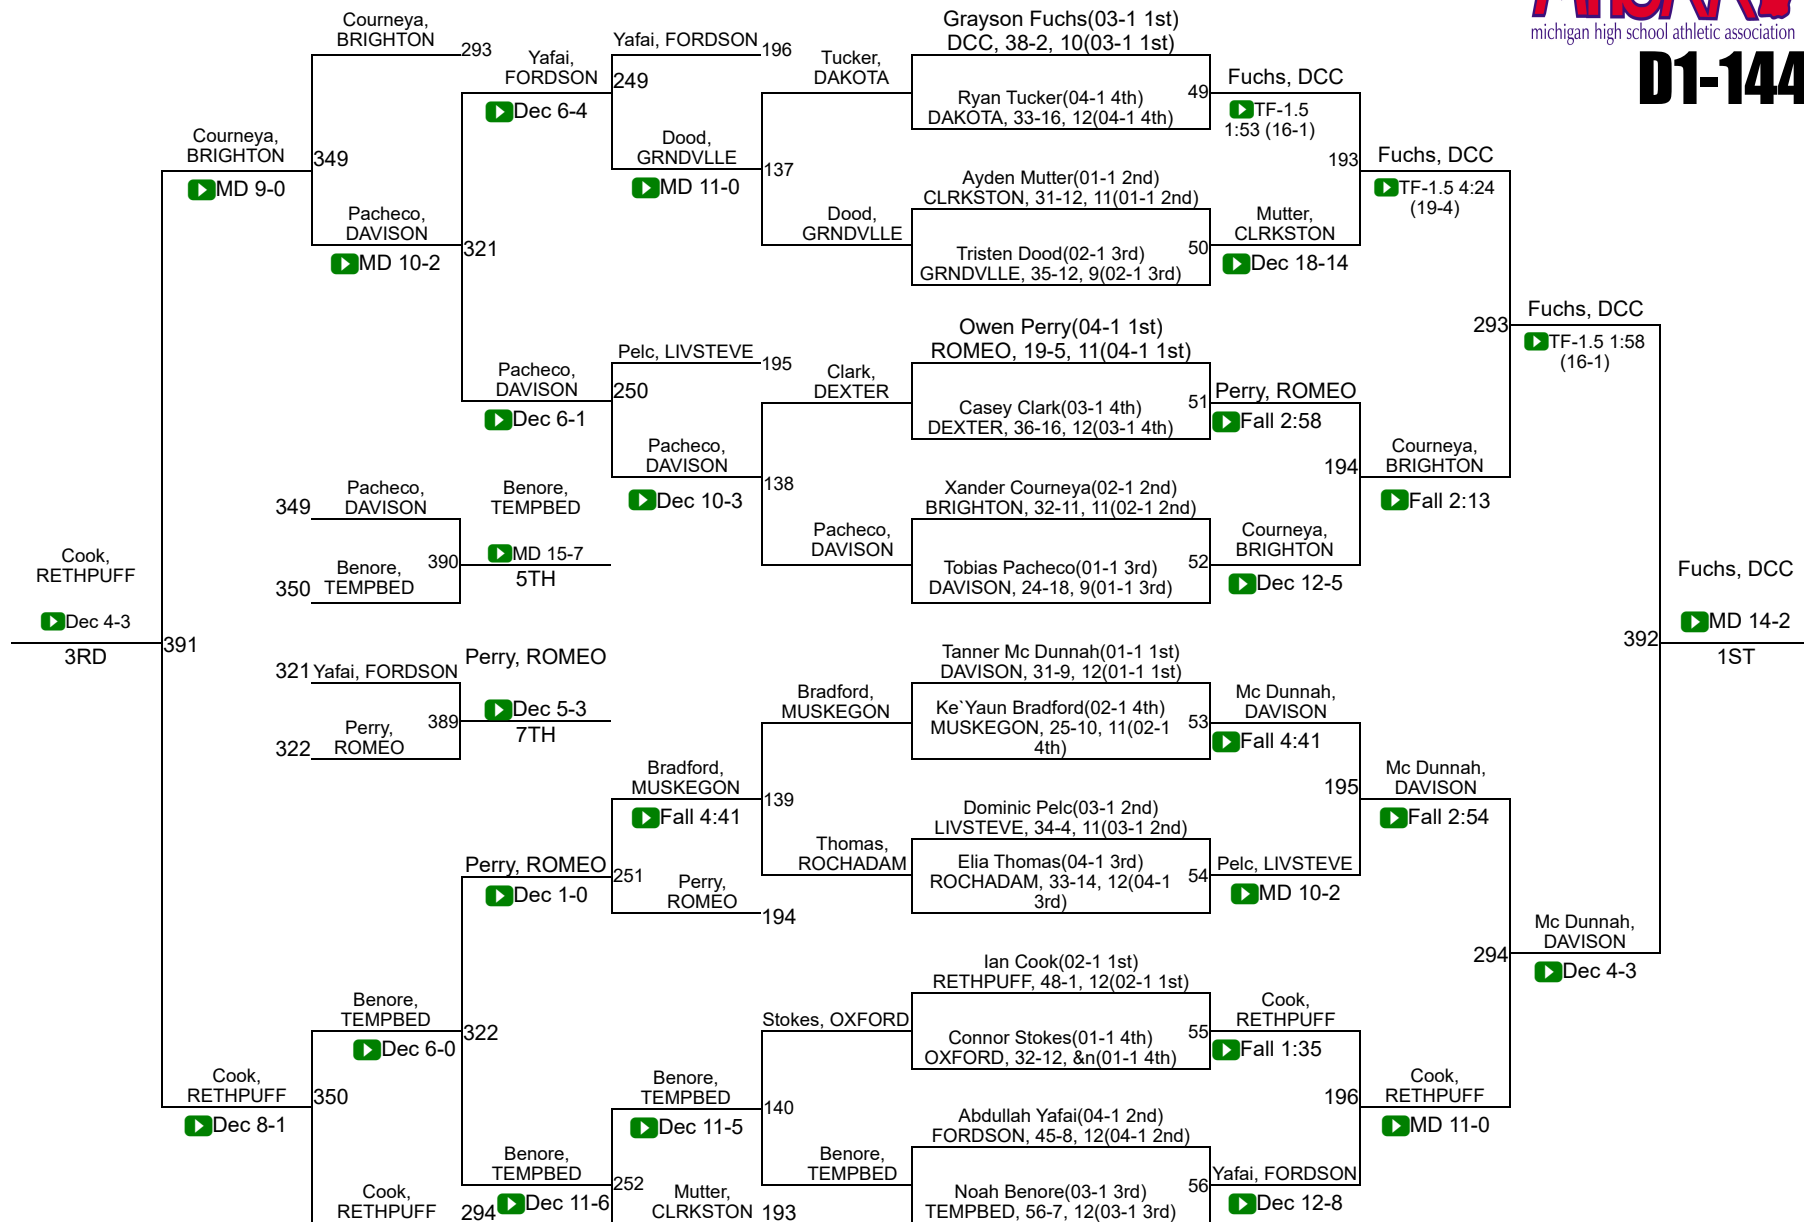 michigan high school athletic association
D1-144
Courneya,
BRIGHTON
293
Yafai,
FORDSON
Dec 6-4
Yafai, FORDSON
196
249
Tucker,
DAKOTA
Grayson Fuchs(03-1 1st)
DCC, 38-2, 10(03-1 1st)
Ryan Tucker(04-1 4th)
DAKOTA, 33-16, 12(04-1 4th)
49
Fuchs, DCC
TF-1.5
1:53 (16-1)
Courneya,
BRIGHTON
MD 9-0
349
Dood,
GRNDVLLE
MD 11-0
137
193
Fuchs, DCC
TF-1.5 4:24
(19-4)
Ayden Mutter(01-1 2nd)
CLRKSTON, 31-12, 11(01-1 2nd)
Pacheco,
DAVISON
MD 10-2
321
Dood,
GRNDVLLE
Tristen Dood(02-1 3rd)
GRNDVLLE, 35-12, 9(02-1 3rd)
50
Mutter,
CLRKSTON
Dec 18-14
293
Fuchs, DCC
TF-1.5 1:58
(16-1)
Owen Perry(04-1 1st)
ROMEO, 19-5, 11(04-1 1st)
Pacheco,
DAVISON
Dec 6-1
Pelc, LIVSTEVE
195
250
Clark,
DEXTER
Casey Clark(03-1 4th)
DEXTER, 36-16, 12(03-1 4th)
51
Perry, ROMEO
Fall 2:58
Pacheco,
DAVISON
Dec 10-3
138
194
Courneya,
BRIGHTON
Fall 2:13
349
Pacheco,
DAVISON
Benore,
TEMPBED
Xander Courneya(02-1 2nd)
BRIGHTON, 32-11, 11(02-1 2nd)
Pacheco,
DAVISON
Tobias Pacheco(01-1 3rd)
DAVISON, 24-18, 9(01-1 3rd)
52
Courneya,
BRIGHTON
Dec 12-5
350
Benore,
TEMPBED
390
MD 15-7
5TH
Cook,
RETHPUFF
Dec 4-3
3RD
391
Fuchs, DCC
392
MD 14-2
1ST
321
Yafai, FORDSON
Perry, ROMEO
322
Perry,
ROMEO
389
Dec 5-3
7TH
Tanner Mc Dunnah(01-1 1st)
DAVISON, 31-9, 12(01-1 1st)
Bradford,
MUSKEGON
Ke`Yaun Bradford(02-1 4th)
MUSKEGON, 25-10, 11(02-1
4th)
53
Mc Dunnah,
DAVISON
Fall 4:41
Bradford,
MUSKEGON
Fall 4:41
139
195
Mc Dunnah,
DAVISON
Fall 2:54
Dominic Pelc(03-1 2nd)
LIVSTEVE, 34-4, 11(03-1 2nd)
Thomas,
ROCHADAM
Elia Thomas(04-1 3rd)
ROCHADAM, 33-14, 12(04-1
3rd)
54
Pelc, LIVSTEVE
MD 10-2
Perry, ROMEO
Dec 1-0
251
Perry,
ROMEO
194
294
Mc Dunnah,
DAVISON
Dec 4-3
Ian Cook(02-1 1st)
RETHPUFF, 48-1, 12(02-1 1st)
Benore,
TEMPBED
Dec 6-0
322
Stokes, OXFORD
Connor Stokes(01-1 4th)
OXFORD, 32-12, &n(01-1 4th)
55
Cook,
RETHPUFF
Fall 1:35
Cook,
RETHPUFF
Dec 8-1
350
Benore,
TEMPBED
Dec 11-5
140
196
Cook,
RETHPUFF
MD 11-0
Abdullah Yafai(04-1 2nd)
FORDSON, 45-8, 12(04-1 2nd)
Cook,
RETHPUFF
294
Benore,
TEMPBED
Dec 11-6
252
Mutter,
CLRKSTON
193
Benore,
TEMPBED
Noah Benore(03-1 3rd)
TEMPBED, 56-7, 12(03-1 3rd)
56
Yafai, FORDSON
Dec 12-8